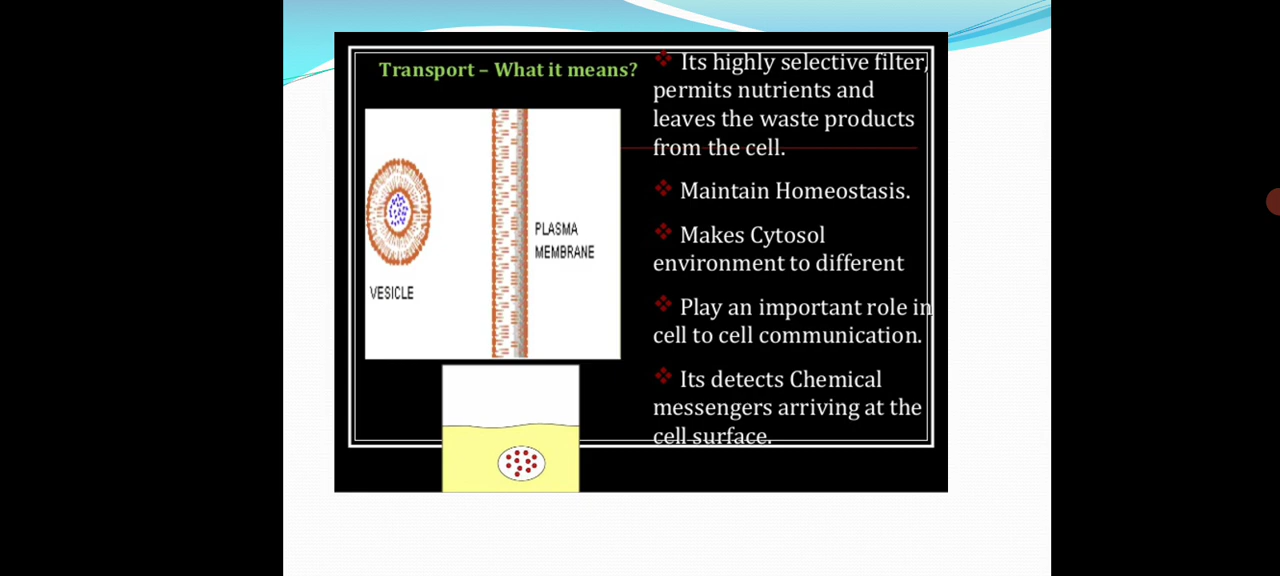 Transport – What it means?
VESICLE
PLASMA
MEMBRANE
❖ Its highly selective filter,
permits nutrients and
leaves the waste products
from the cell.
❖ Maintain Homeostasis.
❖ Makes Cytosol
environment to different
❖ Play an important role in
cell to cell communication.
❖ Its detects Chemical
messengers arriving at the
cell surface.